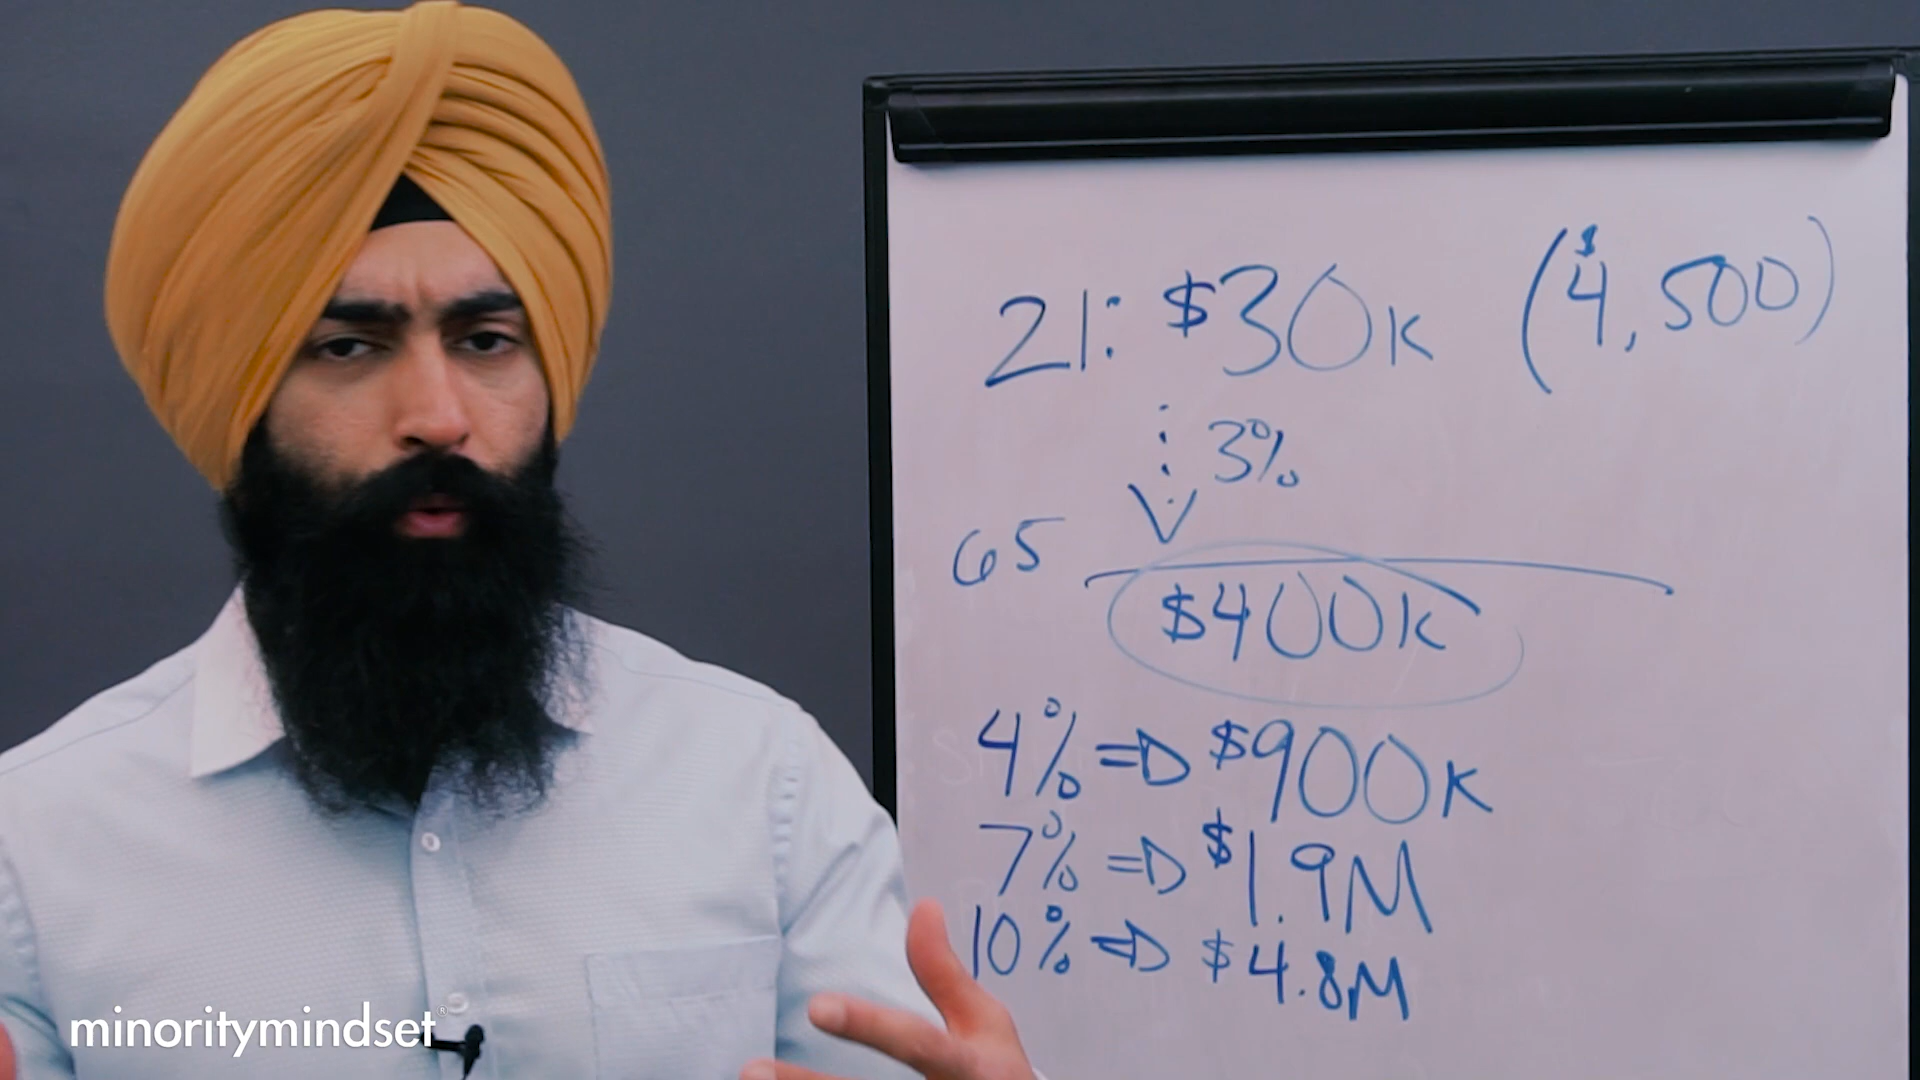 21: $30K ($4,500)
3%
65
$400K
4% => $900K
7% => $1.9M
10% => $4.8M
minoritymindset®